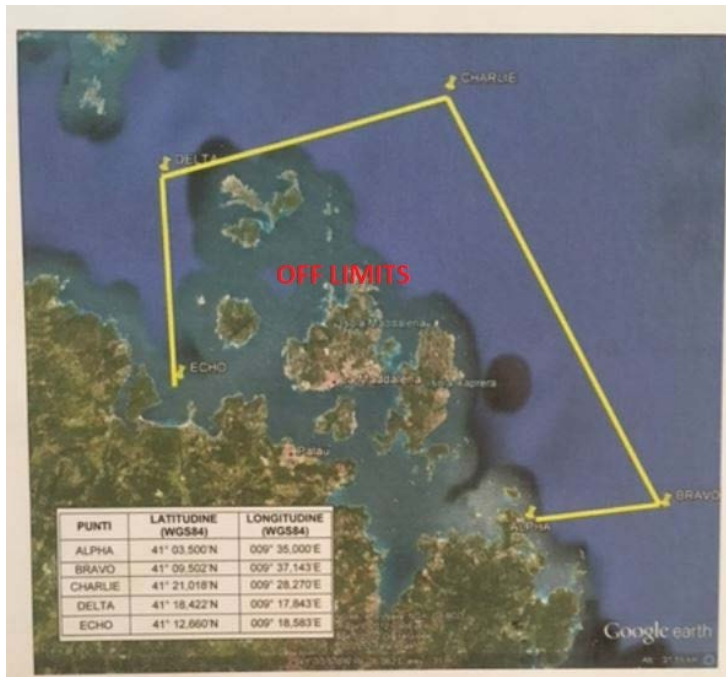 CHARLIE
DELTA
OFF LIMITS
Isola Maddalena
ECHO
Palau
BRAVO
ALPHA
PUNTI LATITUDINE (WGS84) LONGITUDINE (WGS84)
ALPHA 41° 03,500'N 009° 35,000'E
BRAVO 41° 09,502'N 009° 37,143'E
CHARLIE 41° 21,018'N 009° 28,270'E
DELTA 41° 18,422'N 009° 17,843'E
ECHO 41° 12,660'N 009° 18,583'E
Google earth